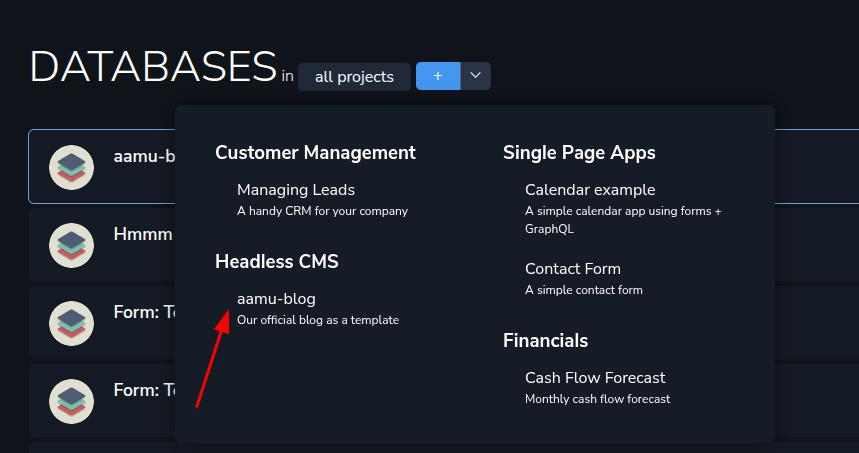 DATABASES in all projects +
aamu-b
Hmmm
Form: T
Form: T
Customer Management
Managing Leads
A handy CRM for your company
Headless CMS
aamu-blog
Our official blog as a template
Single Page Apps
Calendar example
A simple calendar app using forms +
GraphQL
Contact Form
A simple contact form
Financials
Cash Flow Forecast
Monthly cash flow forecast